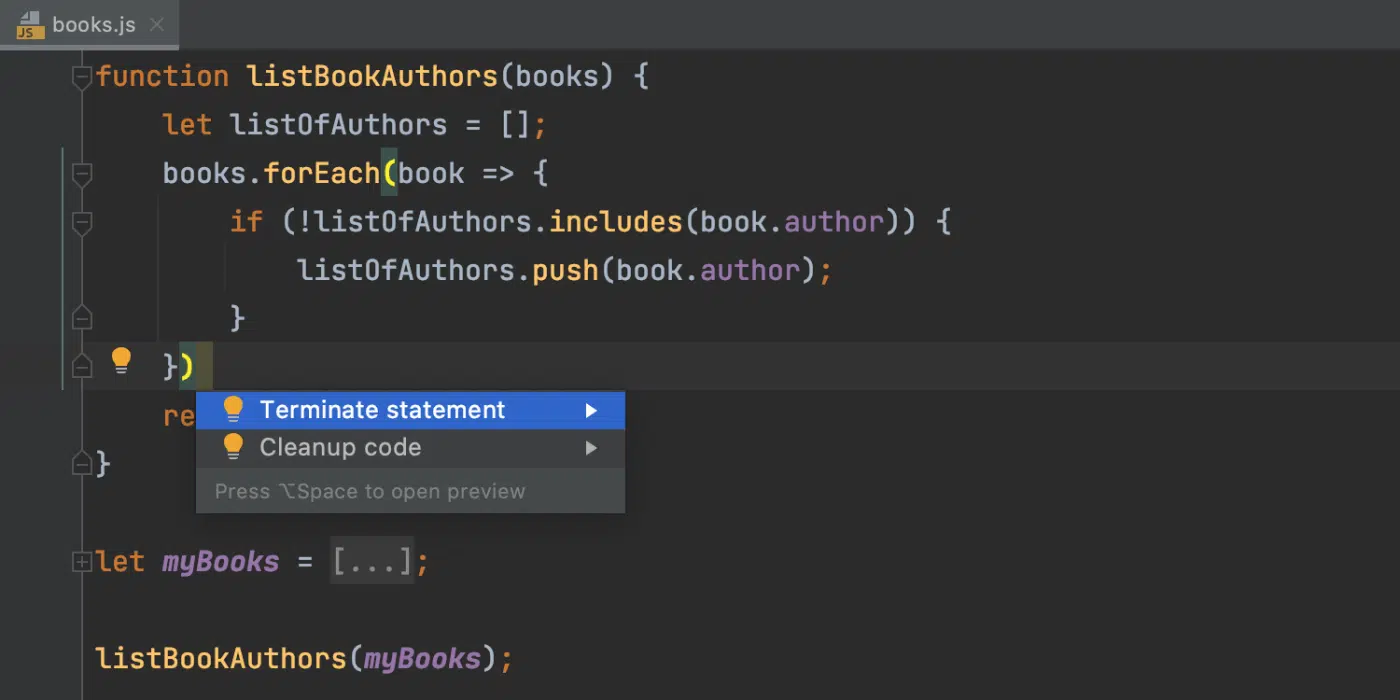 books.js
JS
function listBookAuthors(books) {
let listOfAuthors = [];
books.forEach(book => {
if (!listOfAuthors.includes(book.author)) {
listOfAuthors.push(book.author);
}
})
Terminate statement
re
Cleanup code
}
Press ⌥Space to open preview
let myBooks = [...];
listBookAuthors(myBooks);